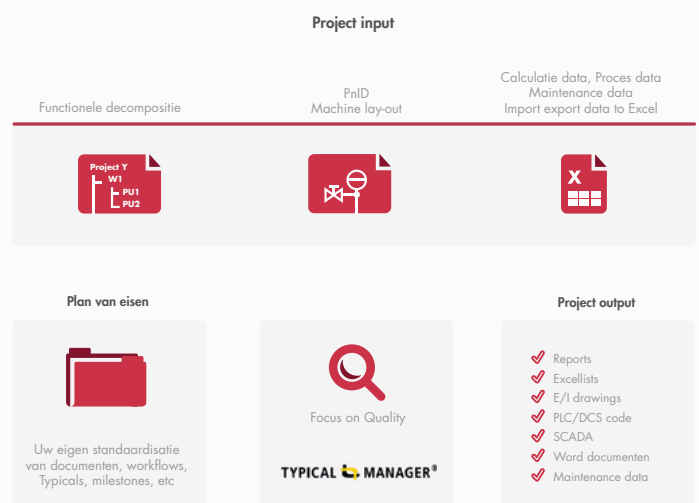 Project input
Functionele decompositie
PnID
Machine lay-out
Calculatie data, Proces data
Maintenance data
Import export data to Excel
Project Y
W1
PU1
PU2
X
Plan van eisen
Uw eigen standaardisatie
van documenten, workflows,
Typicals, milestones, etc
Focus on Quality
TYPICAL MANAGER®
Project output
Reports
Excellists
E/I drawings
PLC/DCS code
SCADA
Word documenten
Maintenance data